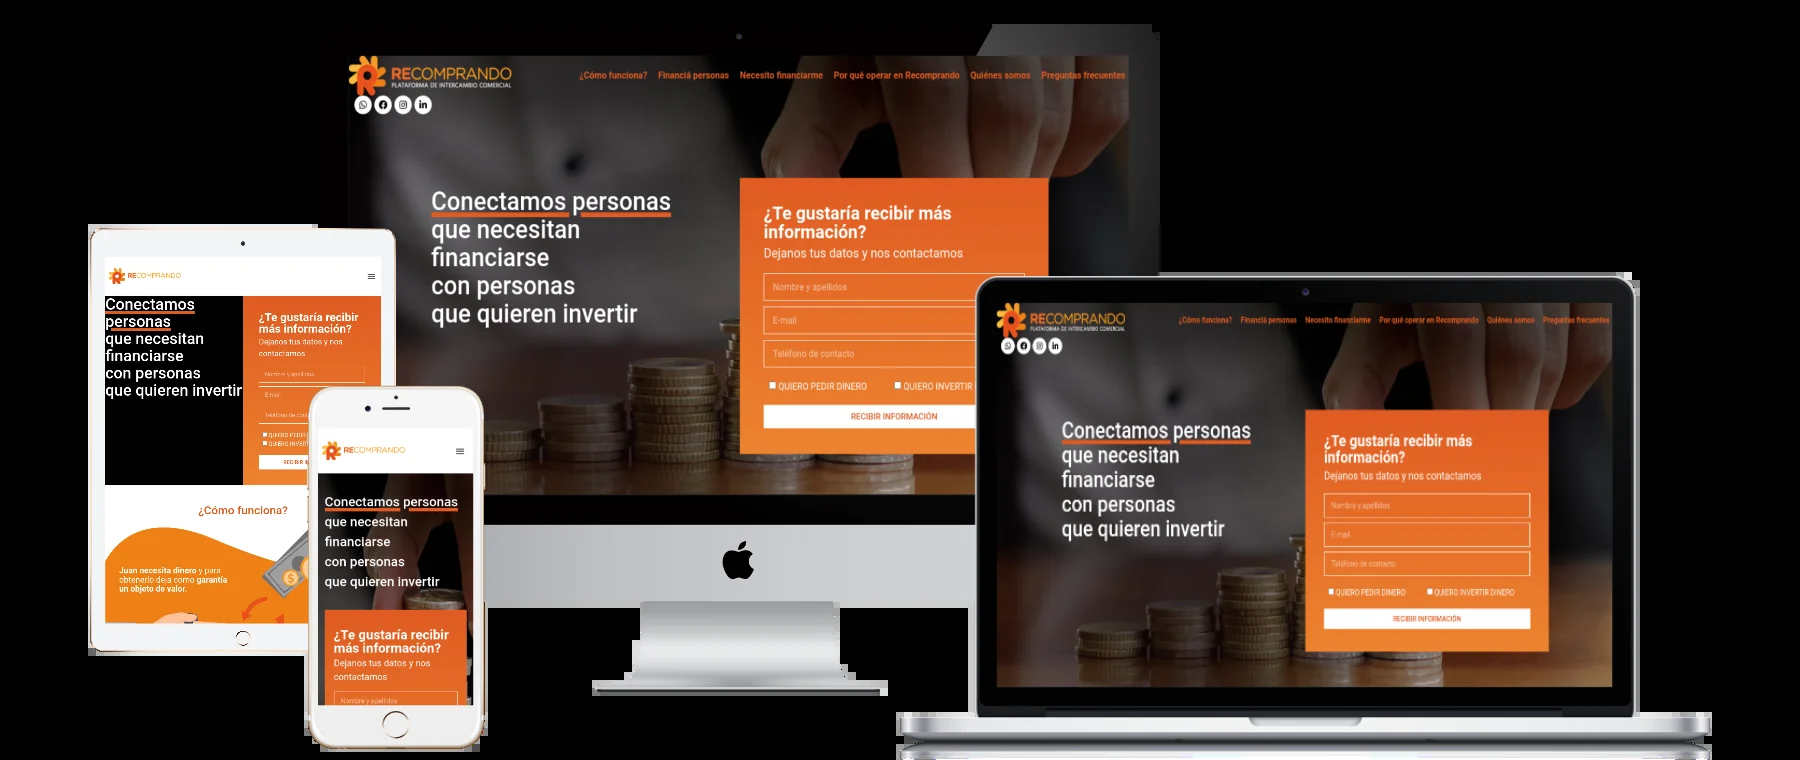 RECOMPRANDO
PLATAFORMA DE INTERCAMBIO COMERCIAL
¿Cómo funciona? Financiá personas Necesito financiarme Por qué operar en Recomprando Quiénes somos Preguntas frecuentes
Conectamos personas
que necesitan
financiarse
con personas
que quieren invertir
¿Te gustaría recibir más
información?
Dejanos tus datos y nos contactamos
Nombre y apellidos
E-mail
Teléfono de contacto
QUIERO PEDIR DINERO QUIERO INVERTIR
RECIBIR INFORMACIÓN
RECOMPRANDO
Conectamos
personas
que necesitan
financiarse
con personas
que quieren invertir
¿Te gustaría recibir
más información?
Dejanos tus datos y nos
contactamos
Nombre y apellidos
E-mail
Teléfono de
QUIERO
QUIERO
¿Cómo funciona?
Juan necesita dinero y para
obtenerlo deja como garantía
un objeto de valor.
RECOMPRANDO
Conectamos personas
que necesitan
financiarse
con personas
que quieren invertir
¿Te gustaría recibir
más información?
Dejanos tus datos y nos
contactamos
Nombre y apellidos
RECOMPRANDO
PLATAFORMA DE INTERCAMBIO COMERCIAL
¿Cómo funciona? Financiá personas Necesito financiarme Por qué operar en Recomprando Quiénes somos Preguntas frecuentes
Conectamos personas
que necesitan
financiarse
con personas
que quieren invertir
¿Te gustaría recibir más
información?
Dejanos tus datos y nos contactamos
Nombre y apellidos
E-mail
Teléfono de contacto
QUIERO PEDIR DINERO QUIERO INVERTIR DINERO
RECIBIR INFORMACIÓN